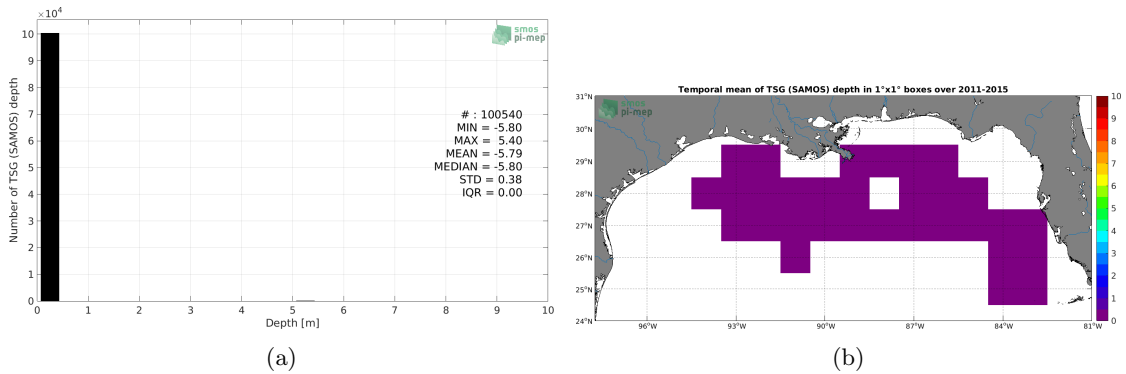 ×10⁴
10
9
8
7
6
5
4
3
2
1
0
Number of TSG (SAMOS) depth
smos
pi-mep
# : 100540
MIN = -5.80
MAX = 5.40
MEAN = -5.79
MEDIAN = -5.80
STD = 0.38
IQR = 0.00
0 1 2 3 4 5 6 7 8 9 10
Depth [m]
(a)
Temporal mean of TSG (SAMOS) depth in 1°x1° boxes over 2011-2015
smos
pi-mep
31°N
30°N
29°N
28°N
27°N
26°N
25°N
24°N
96°W 93°W 90°W 87°W 84°W 81°W
10
9
8
7
6
5
4
3
2
1
0
(b)